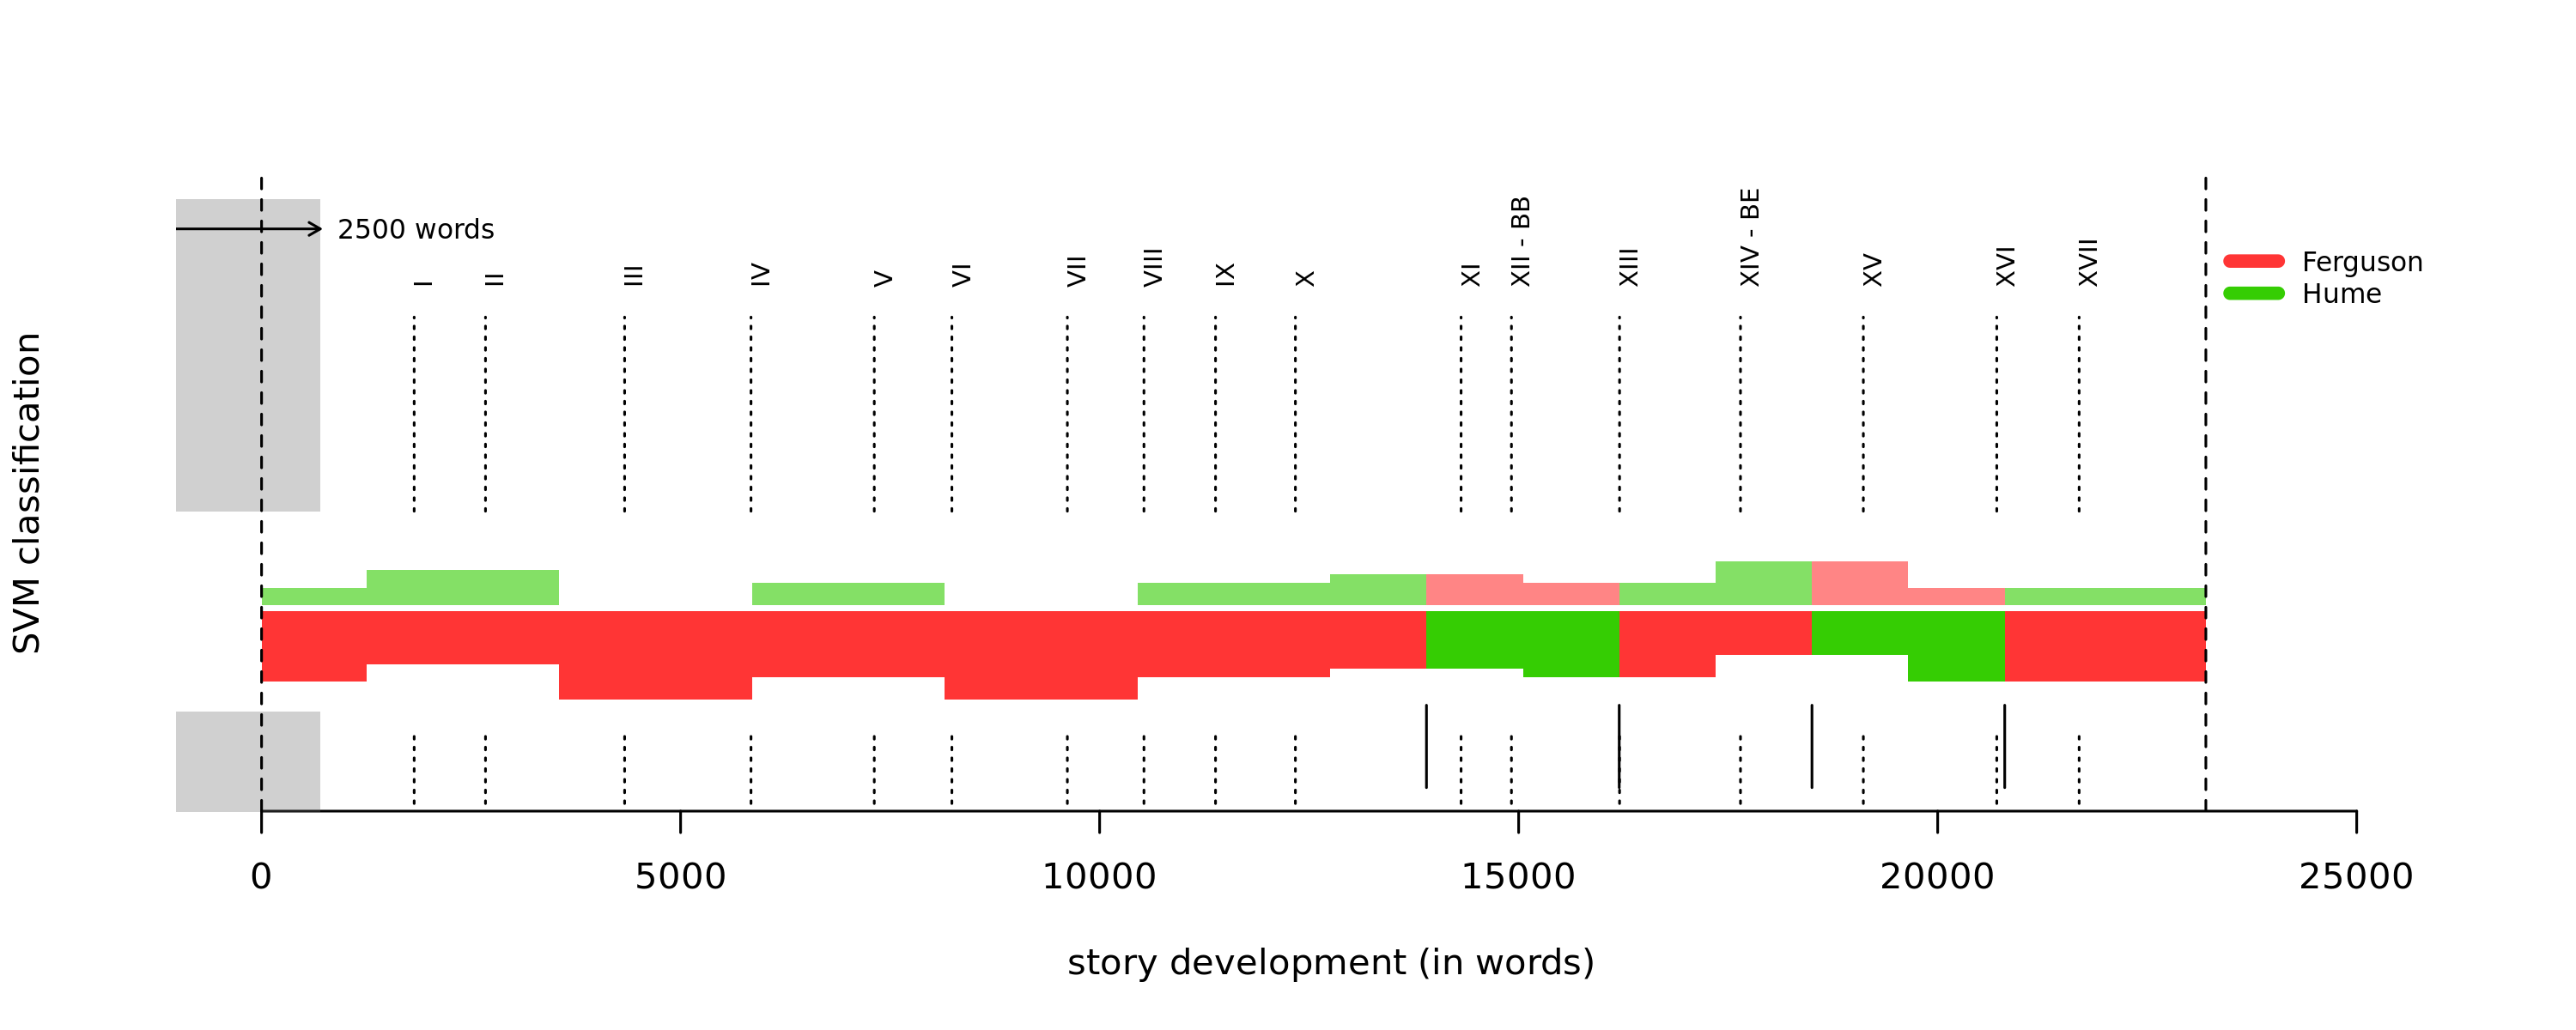 2500 words
I
II
III
IV
V
VI
VII
VIII
IX
X
XI
XII - BB
XIII
XIV - BE
XV
XVI
XVII
Ferguson
Hume
SVM classification
0
5000
10000
15000
20000
25000
story development (in words)